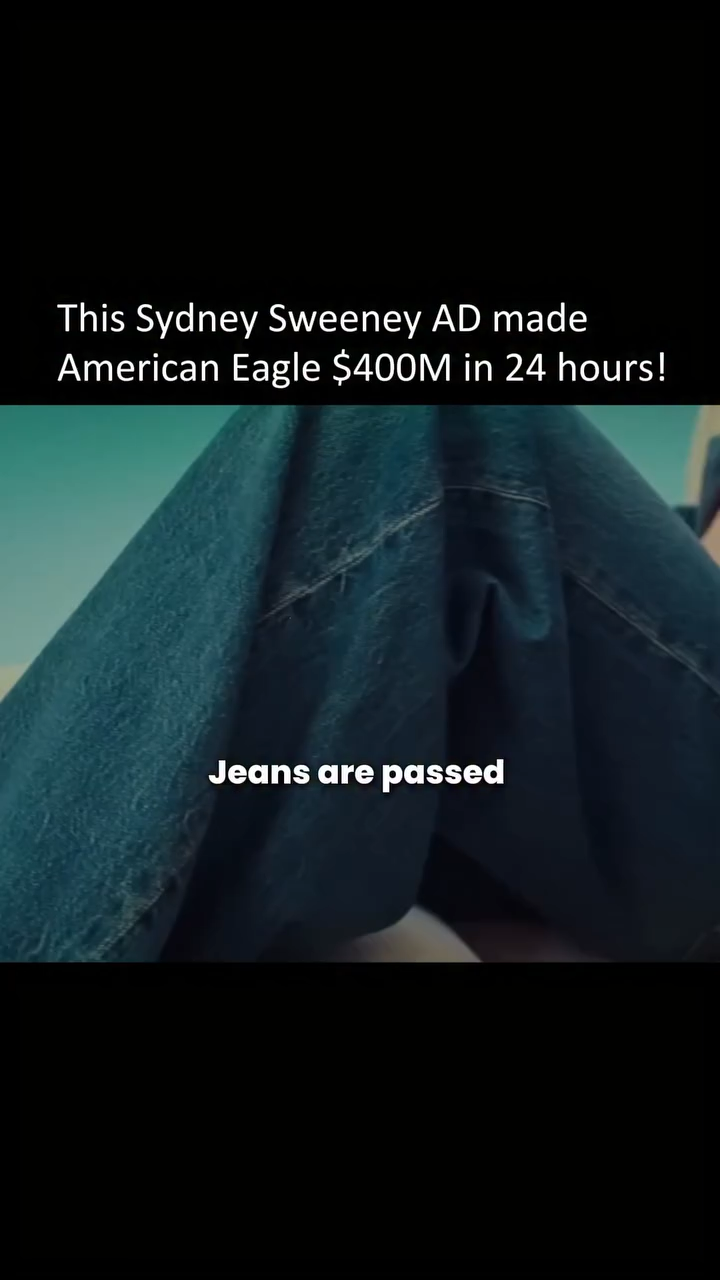 This Sydney Sweeney AD made
American Eagle $400M in 24 hours!
Jeans are passed